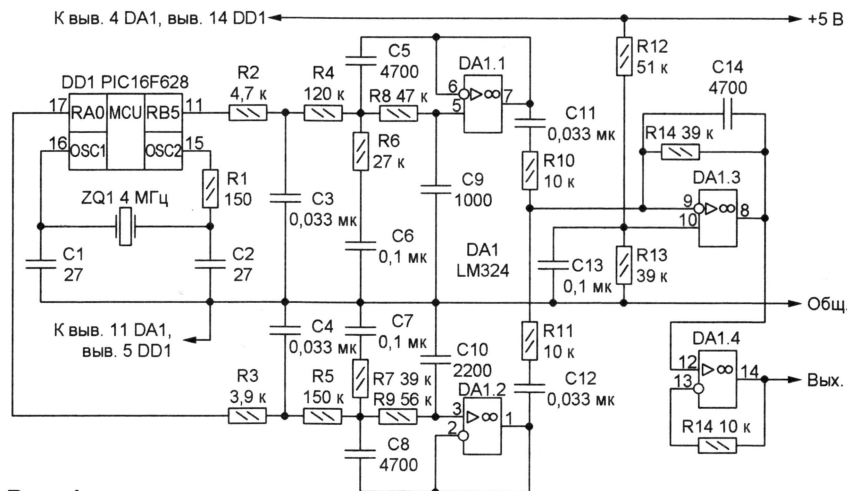 К выв. 4 DA1, выв. 14 DD1
+5 В
DD1 PIC16F628
17
RA0
MCU
RB5
11
16
OSC1
OSC2
15
R1
150
ZQ1 4 МГц
C1
27
C2
27
К выв. 11 DA1,
выв. 5 DD1
R2
4,7 к
R4
120 к
C5
4700
R8 47 к
R6
27 к
C3
0,033 мк
C6
0,1 мк
C9
1000
DA1.1
6
5
7
C11
0,033 мк
R10
10 к
DA1
LM324
R12
51 к
C14
4700
R14 39 к
DA1.3
9
10
8
C13
0,1 мк
R13
39 к
Общ.
C4
0,033 мк
C7
0,1 мк
C10
2200
R11
10 к
R3
3,9 к
R5
150 к
R7 39 к
R9 56 к
DA1.2
3
2
1
C12
0,033 мк
C8
4700
DA1.4
12
13
14
Вых.
R14 10 к